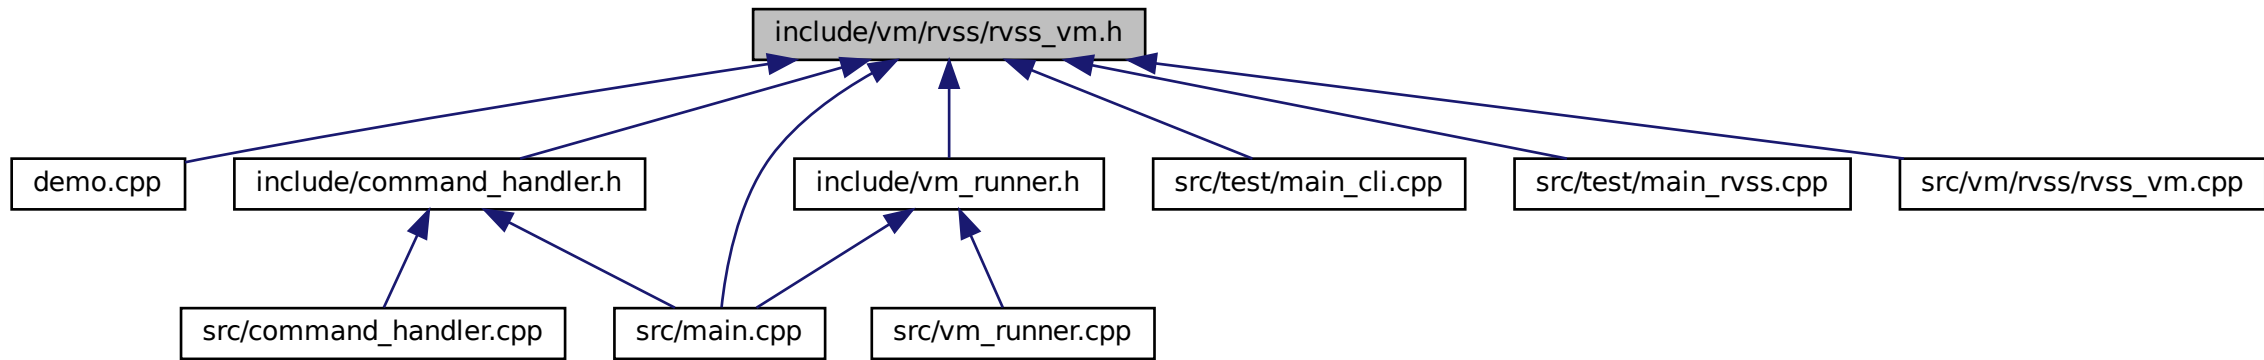 include/vm/rvss/rvss_vm.h
demo.cpp
include/command_handler.h
include/vm_runner.h
src/test/main_cli.cpp
src/test/main_rvss.cpp
src/vm/rvss/rvss_vm.cpp
src/command_handler.cpp
src/main.cpp
src/vm_runner.cpp